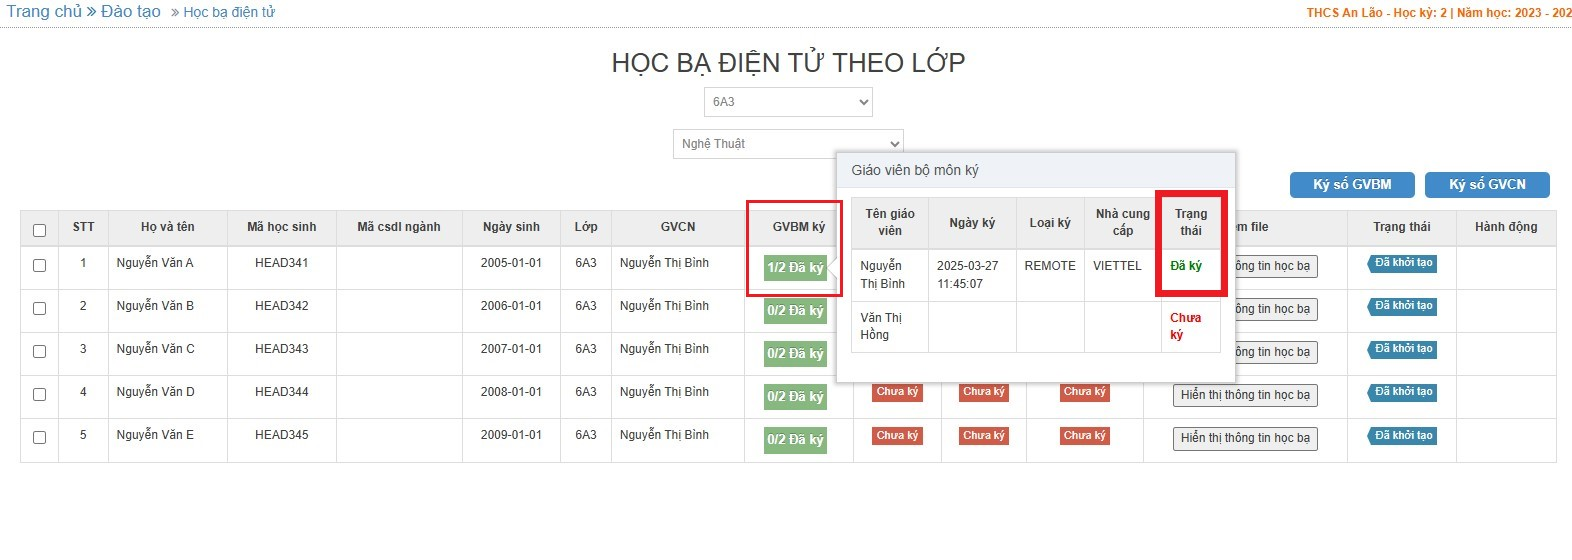 Trang chủ » Đào tạo » Học bạ điện tử
THCS An Lão - Học kỳ: 2 | Năm học: 2023 - 202
HỌC BẠ ĐIỆN TỬ THEO LỚP
6A3
Nghệ Thuật
Giáo viên bộ môn ký
Ký số GVBM Ký số GVCN
Tên giáo viên Ngày ký Loại ký Nhà cung cấp Trạng thái
Nguyễn Thị Bình 2025-03-27 11:45:07 REMOTE VIETTEL Đã ký
Văn Thị Hồng Chưa ký
STT Họ và tên Mã học sinh Mã csdl ngành Ngày sinh Lớp GVCN GVBM ký file Trạng thái Hành động
1 Nguyễn Văn A HEAD341 2005-01-01 6A3 Nguyễn Thị Bình 1/2 Đã ký thông tin học bạ Đã khởi tạo
2 Nguyễn Văn B HEAD342 2006-01-01 6A3 Nguyễn Thị Bình 0/2 Đã ký thông tin học bạ Đã khởi tạo
3 Nguyễn Văn C HEAD343 2007-01-01 6A3 Nguyễn Thị Bình 0/2 Đã ký thông tin học bạ Đã khởi tạo
4 Nguyễn Văn D HEAD344 2008-01-01 6A3 Nguyễn Thị Bình 0/2 Đã ký Chưa ký Chưa ký Chưa ký Hiển thị thông tin học bạ Đã khởi tạo
5 Nguyễn Văn E HEAD345 2009-01-01 6A3 Nguyễn Thị Bình 0/2 Đã ký Chưa ký Chưa ký Chưa ký Hiển thị thông tin học bạ Đã khởi tạo